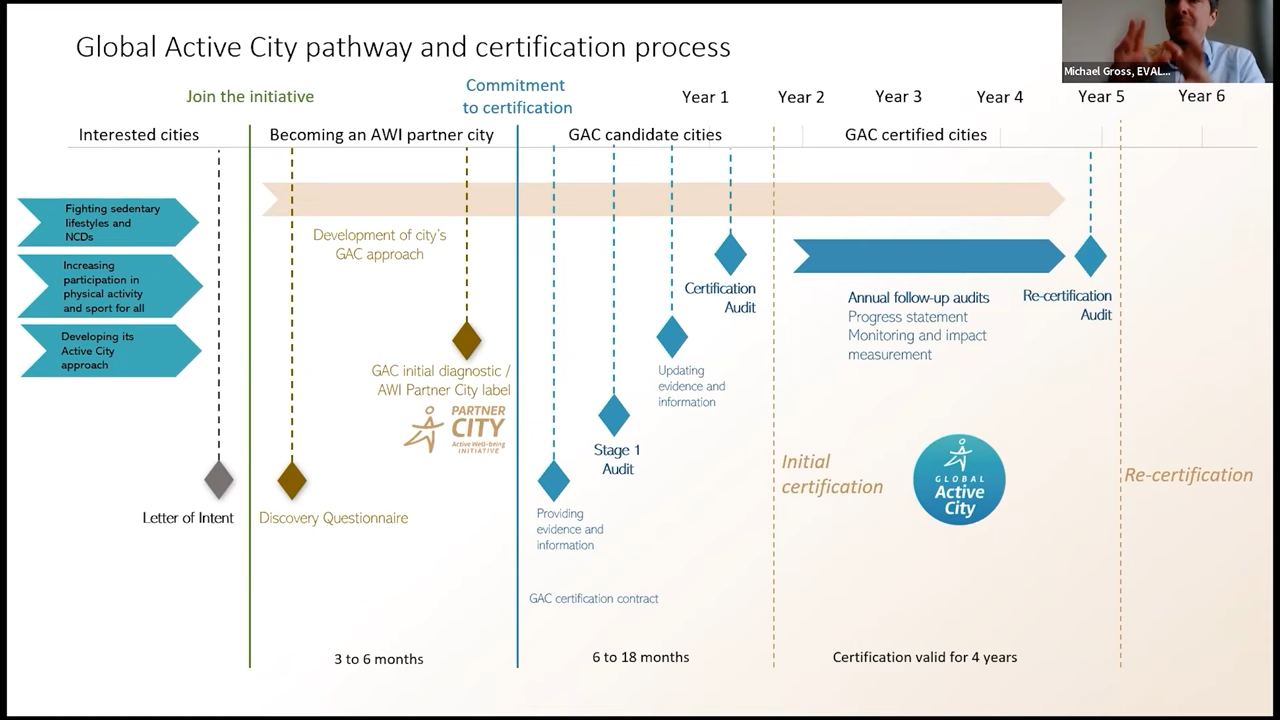 Global Active City pathway and certification process
Michael Gross, EVAL...
Join the initiative
Commitment
to certification
Year 1
Year 2
Year 3
Year 4
Year 5
Year 6
Interested cities
Becoming an AWI partner city
GAC candidate cities
GAC certified cities
Fighting sedentary
lifestyles and
NCDs
Increasing
participation in
physical activity
and sport for all
Developing its
Active City
approach
Development of city's
GAC approach
Certification
Audit
Annual follow-up audits
Progress statement
Monitoring and impact
measurement
Re-certification
Audit
GAC initial diagnostic /
AWI Partner City label
PARTNER
CITY
Active Well-being
INITIATIVE
Updating
evidence and
information
Stage 1
Audit
Initial
certification
GLOBAL
Active
City
Re-certification
Letter of Intent
Discovery Questionnaire
Providing
evidence and
information
GAC certification contract
3 to 6 months
6 to 18 months
Certification valid for 4 years